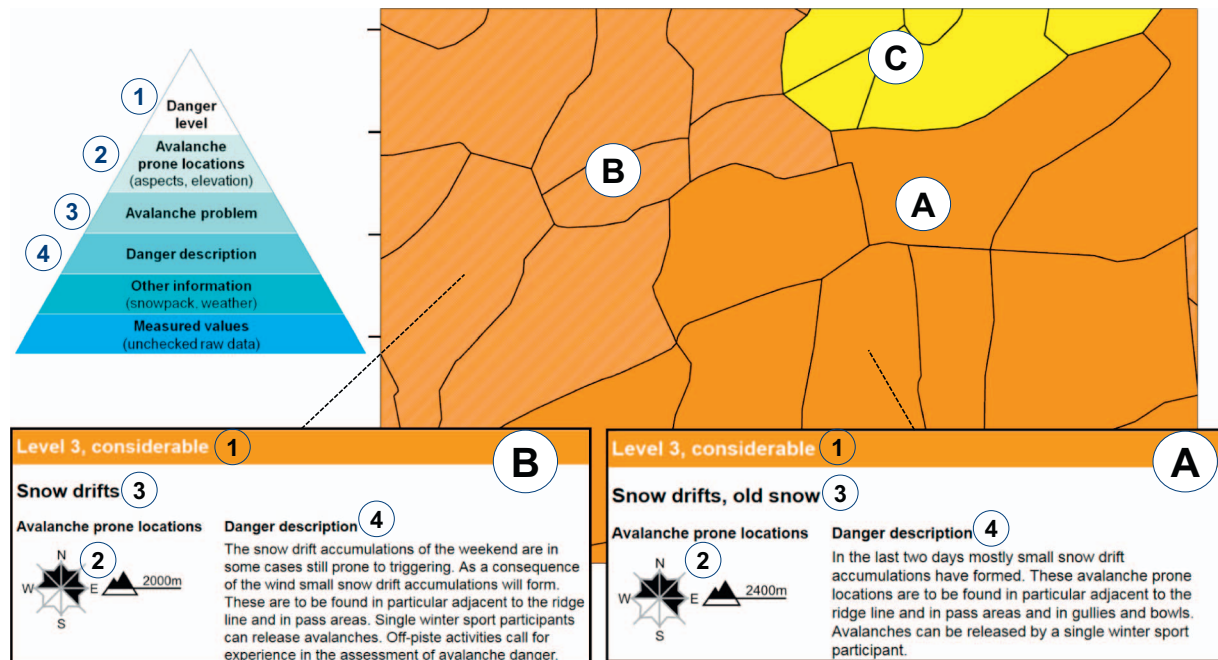 1
Danger
level
2
Avalanche
prone locations
(aspects, elevation)
3
Avalanche problem
4
Danger description
Other information
(snowpack, weather)
Measured values
(unchecked raw data)
C
B
A
Level 3, considerable 1
B
Snow drifts 3
Avalanche prone locations
2
N
W E
S
2000m
Danger description 4
The snow drift accumulations of the weekend are in
some cases still prone to triggering. As a consequence
of the wind small snow drift accumulations will form.
These are to be found in particular adjacent to the ridge
line and in pass areas. Single winter sport participants
can release avalanches. Off-piste activities call for
experience in the assessment of avalanche danger.
Level 3, considerable 1
A
Snow drifts, old snow 3
Avalanche prone locations
2
N
W E
S
2400m
Danger description 4
In the last two days mostly small snow drift
accumulations have formed. These avalanche prone
locations are to be found in particular adjacent to the
ridge line and in pass areas and in gullies and bowls.
Avalanches can be released by a single winter sport
participant.